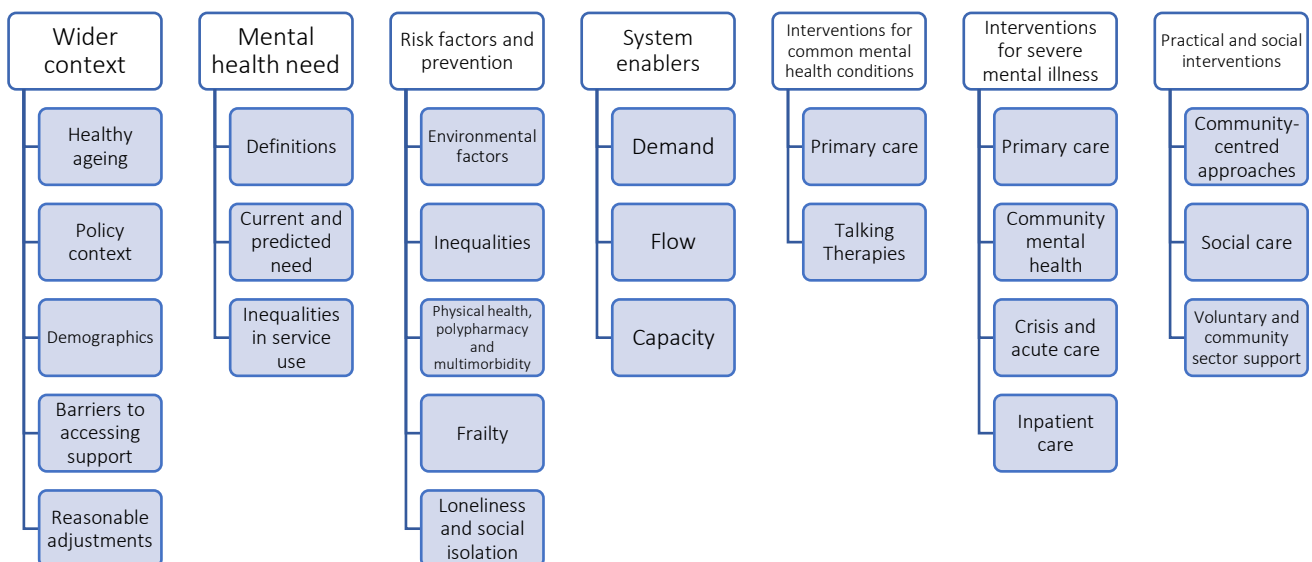 Wider
context
Healthy
ageing
Policy
context
Demographics
Barriers to
accessing
support
Reasonable
adjustments
Mental
health need
Definitions
Current and
predicted
need
Inequalities
in service
use
Risk factors and
prevention
Environmental
factors
Inequalities
Physical health,
polypharmacy
and
multimorbidity
Frailty
Loneliness
and social
isolation
System
enablers
Demand
Flow
Capacity
Interventions for
common mental
health conditions
Primary care
Talking
Therapies
Interventions
for severe
mental illness
Primary care
Community
mental
health
Crisis and
acute care
Inpatient
care
Practical and social
interventions
Community-
centred
approaches
Social care
Voluntary and
community
sector support